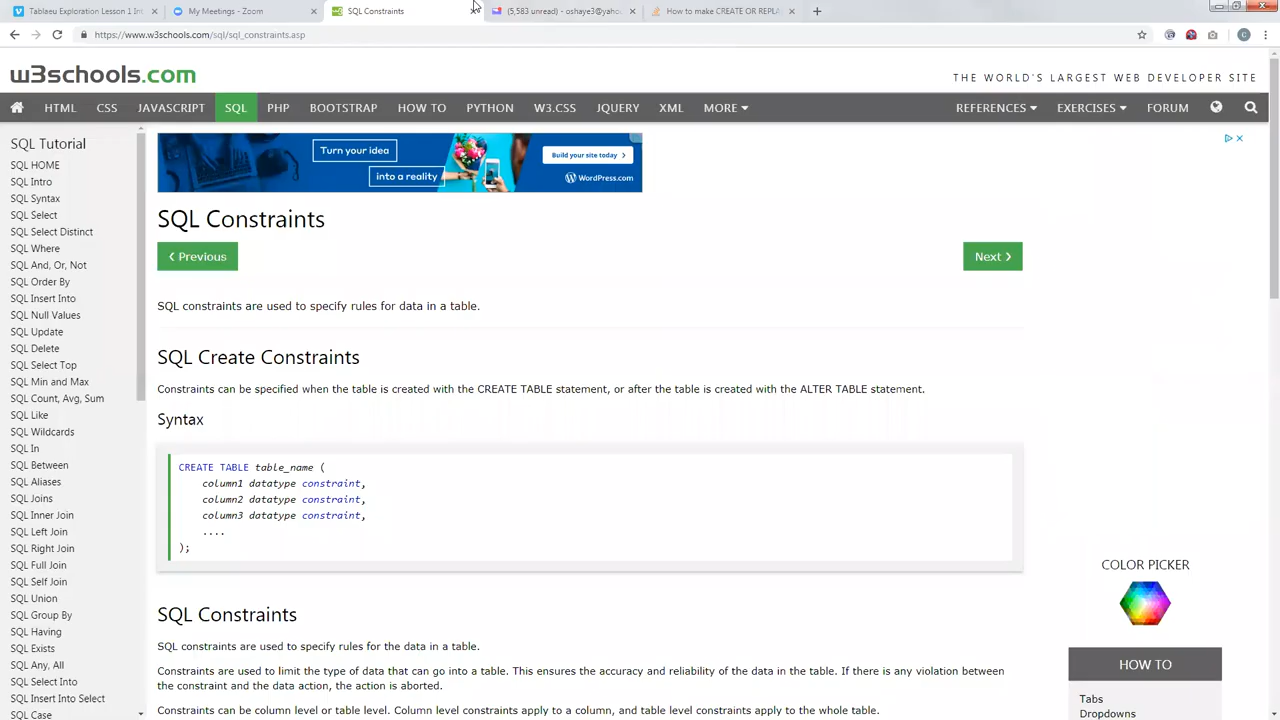 Tablaeu Exploration Lesson 1 In
My Meetings - Zoom
SQL Constraints
(5,583 unread) - oshaye3@yaho
How to make CREATE OR REPL
https://www.w3schools.com/sql/sql_constraints.asp
w3schools.com
THE WORLD'S LARGEST WEB DEVELOPER SITE
HTML CSS JAVASCRIPT SQL PHP BOOTSTRAP HOW TO PYTHON W3.CSS JQUERY XML MORE REFERENCES EXERCISES FORUM
SQL Tutorial
SQL HOME
SQL Intro
SQL Syntax
SQL Select
SQL Select Distinct
SQL Where
SQL And, Or, Not
SQL Order By
SQL Insert Into
SQL Null Values
SQL Update
SQL Delete
SQL Select Top
SQL Min and Max
SQL Count, Avg, Sum
SQL Like
SQL Wildcards
SQL In
SQL Between
SQL Aliases
SQL Joins
SQL Inner Join
SQL Left Join
SQL Right Join
SQL Full Join
SQL Self Join
SQL Union
SQL Group By
SQL Having
SQL Exists
SQL Any, All
SQL Select Into
SQL Insert Into Select
SQL Case
Turn your idea
into a reality
Build your site today >
WordPress.com
SQL Constraints
❮ Previous
Next ❯
SQL constraints are used to specify rules for data in a table.
SQL Create Constraints
Constraints can be specified when the table is created with the CREATE TABLE statement, or after the table is created with the ALTER TABLE statement.
Syntax
CREATE TABLE table_name (
column1 datatype constraint,
column2 datatype constraint,
column3 datatype constraint,
....
);
SQL Constraints
SQL constraints are used to specify rules for the data in a table.
Constraints are used to limit the type of data that can go into a table. This ensures the accuracy and reliability of the data in the table. If there is any violation between
the constraint and the data action, the action is aborted.
Constraints can be column level or table level. Column level constraints apply to a column, and table level constraints apply to the whole table.
COLOR PICKER
HOW TO
Tabs
Dropdowns